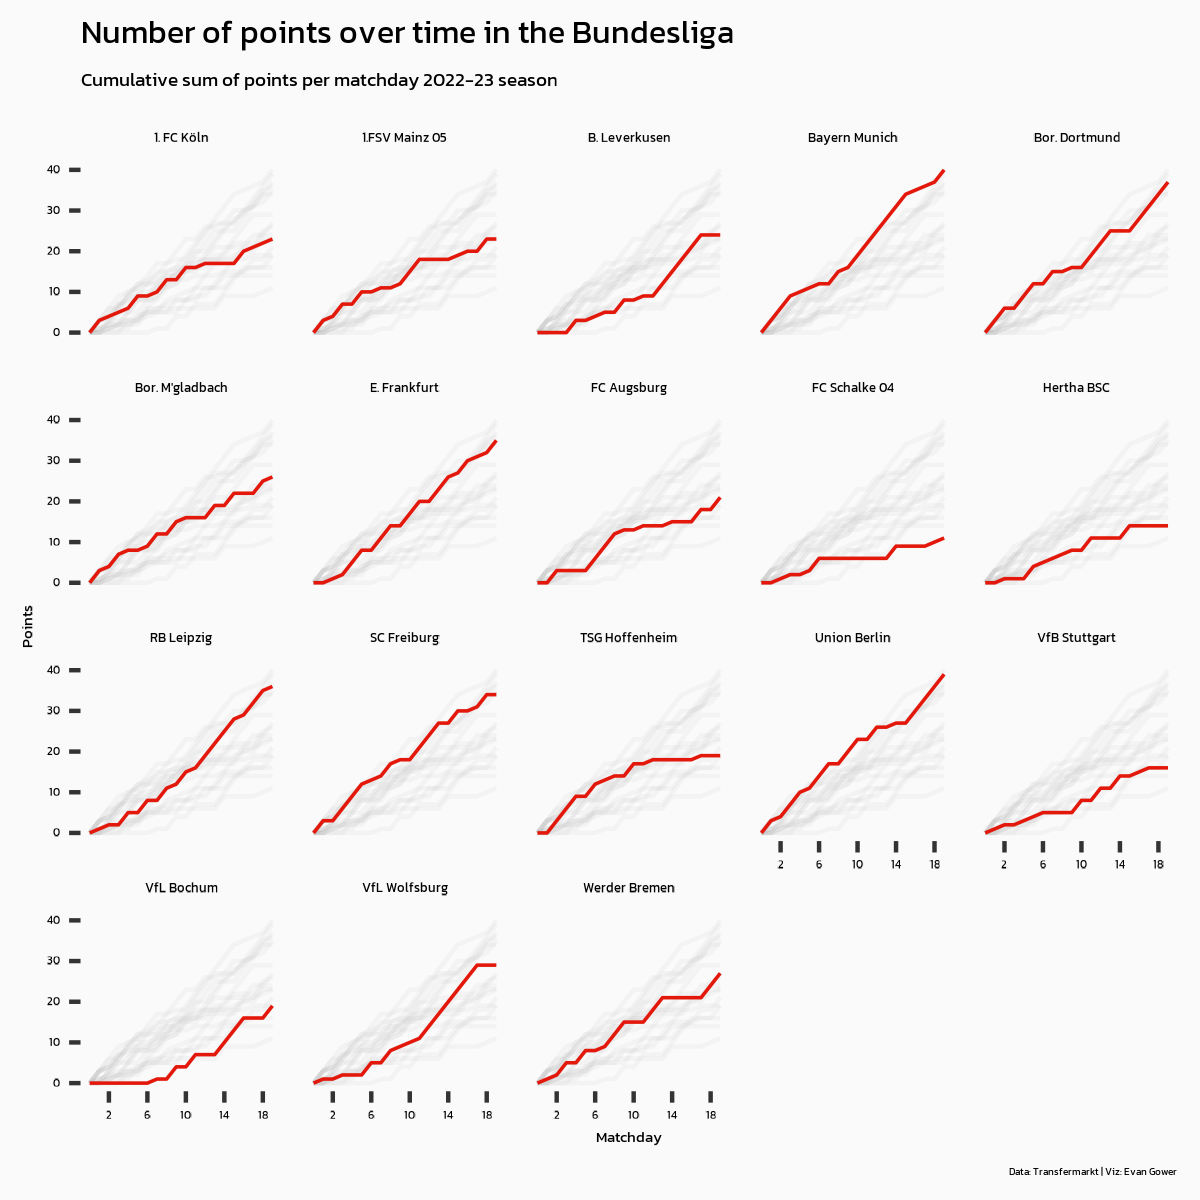 Number of points over time in the Bundesliga
Cumulative sum of points per matchday 2022-23 season
1. FC Köln
1.FSV Mainz 05
B. Leverkusen
Bayern Munich
Bor. Dortmund
40
30
20
10
0
Bor. M'gladbach
E. Frankfurt
FC Augsburg
FC Schalke 04
Hertha BSC
40
30
20
10
0
Points
RB Leipzig
SC Freiburg
TSG Hoffenheim
Union Berlin
VfB Stuttgart
40
30
20
10
0
2 6 10 14 18
2 6 10 14 18
VfL Bochum
VfL Wolfsburg
Werder Bremen
40
30
20
10
0
2 6 10 14 18
2 6 10 14 18
2 6 10 14 18
Matchday
Data: Transfermarkt | Viz: Evan Gower